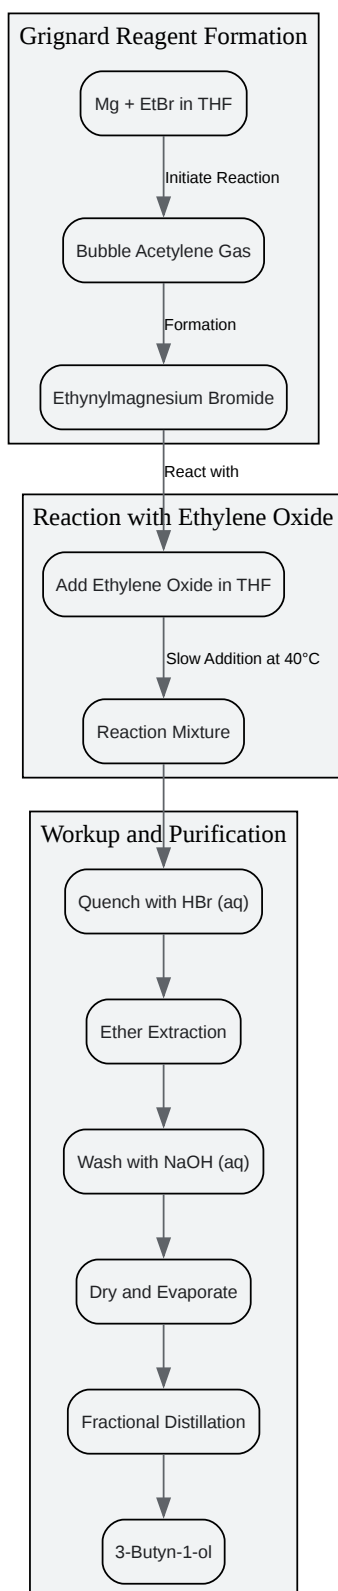 Grignard Reagent Formation
Mg + EtBr in THF
Initiate Reaction
Bubble Acetylene Gas
Formation
Ethynylmagnesium Bromide
React with
Reaction with Ethylene Oxide
Add Ethylene Oxide in THF
Slow Addition at 40°C
Reaction Mixture
Workup and Purification
Quench with HBr (aq)
Ether Extraction
Wash with NaOH (aq)
Dry and Evaporate
Fractional Distillation
3-Butyn-1-ol